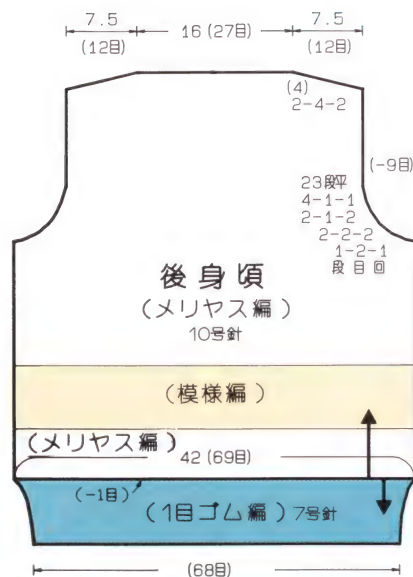 7.5
16(27目)
7.5
(12目)
(12目)
(4)
2-4-2
(-9目)
23段平
4-1-1
2-1-2
2-2-2
1-2-1
段目回
後身頃
(メリヤス編)
10号針
(模様編)
(メリヤス編)
42(69目)
(-1目)
(1目ゴム編)7号針
(68目)